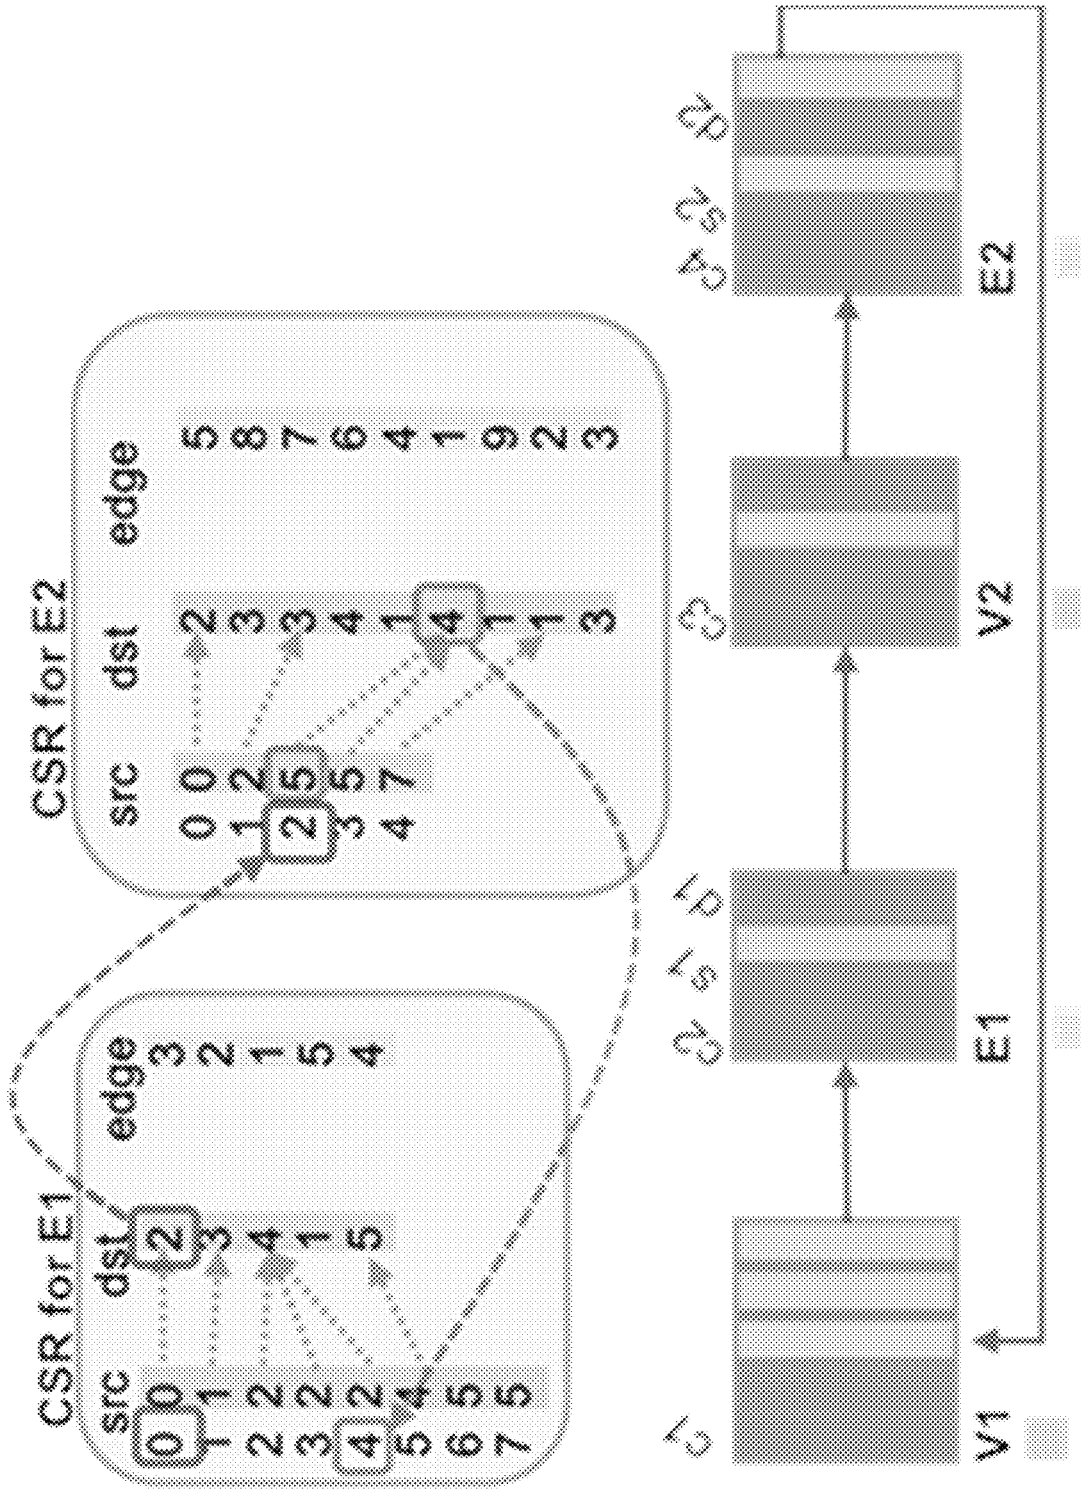 CSR for E1
src dst edge
0 0 2 3
1 1 3 2
2 2 4 1
3 2 1 5
4 2 5 4
5 4
6 5
7 5
CSR for E2
src dst edge
0 0 2 5
1 2 3 8
2 5 3 7
3 5 4 6
4 7 1 4
4 1
1 9
1 2
3 3
c1
c2 s1 d1
c3
c4 s2 d2
V1
E1
V2
E2